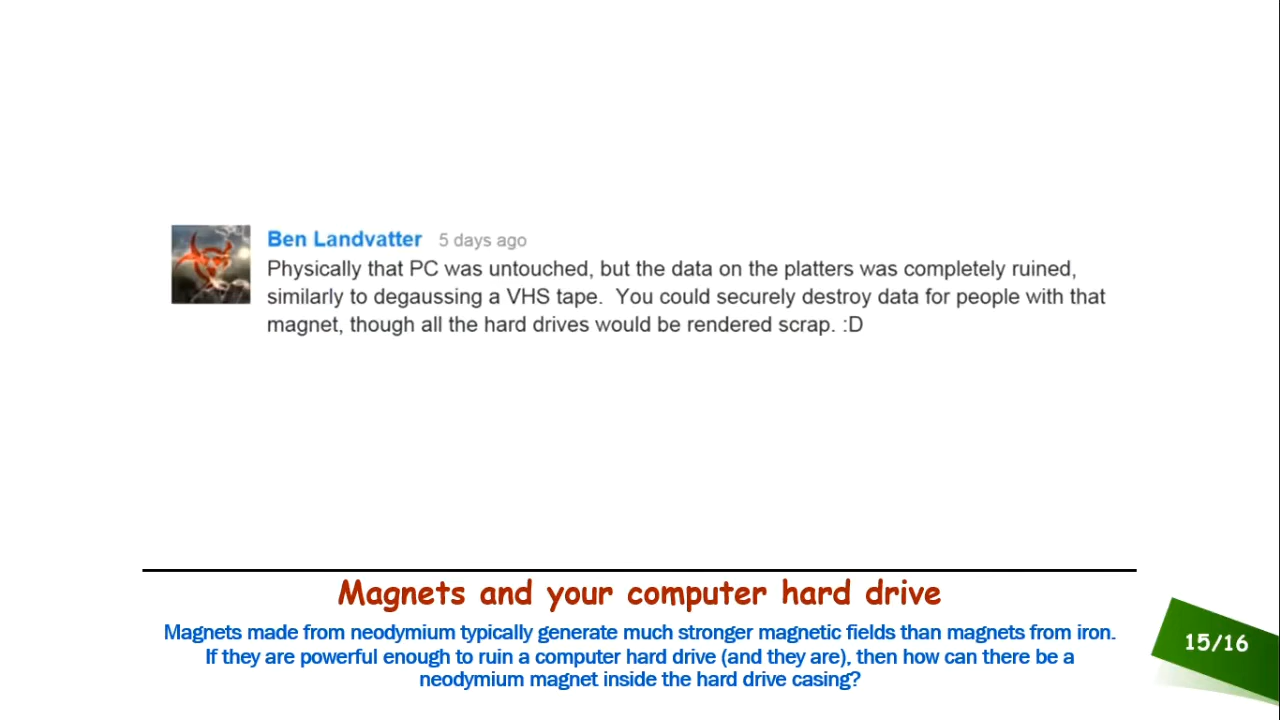 Ben Landvatter 5 days ago
Physically that PC was untouched, but the data on the platters was completely ruined,
similarly to degaussing a VHS tape.  You could securely destroy data for people with that
magnet, though all the hard drives would be rendered scrap. :D
Magnets and your computer hard drive
Magnets made from neodymium typically generate much stronger magnetic fields than magnets from iron.
If they are powerful enough to ruin a computer hard drive (and they are), then how can there be a
neodymium magnet inside the hard drive casing?
15/16